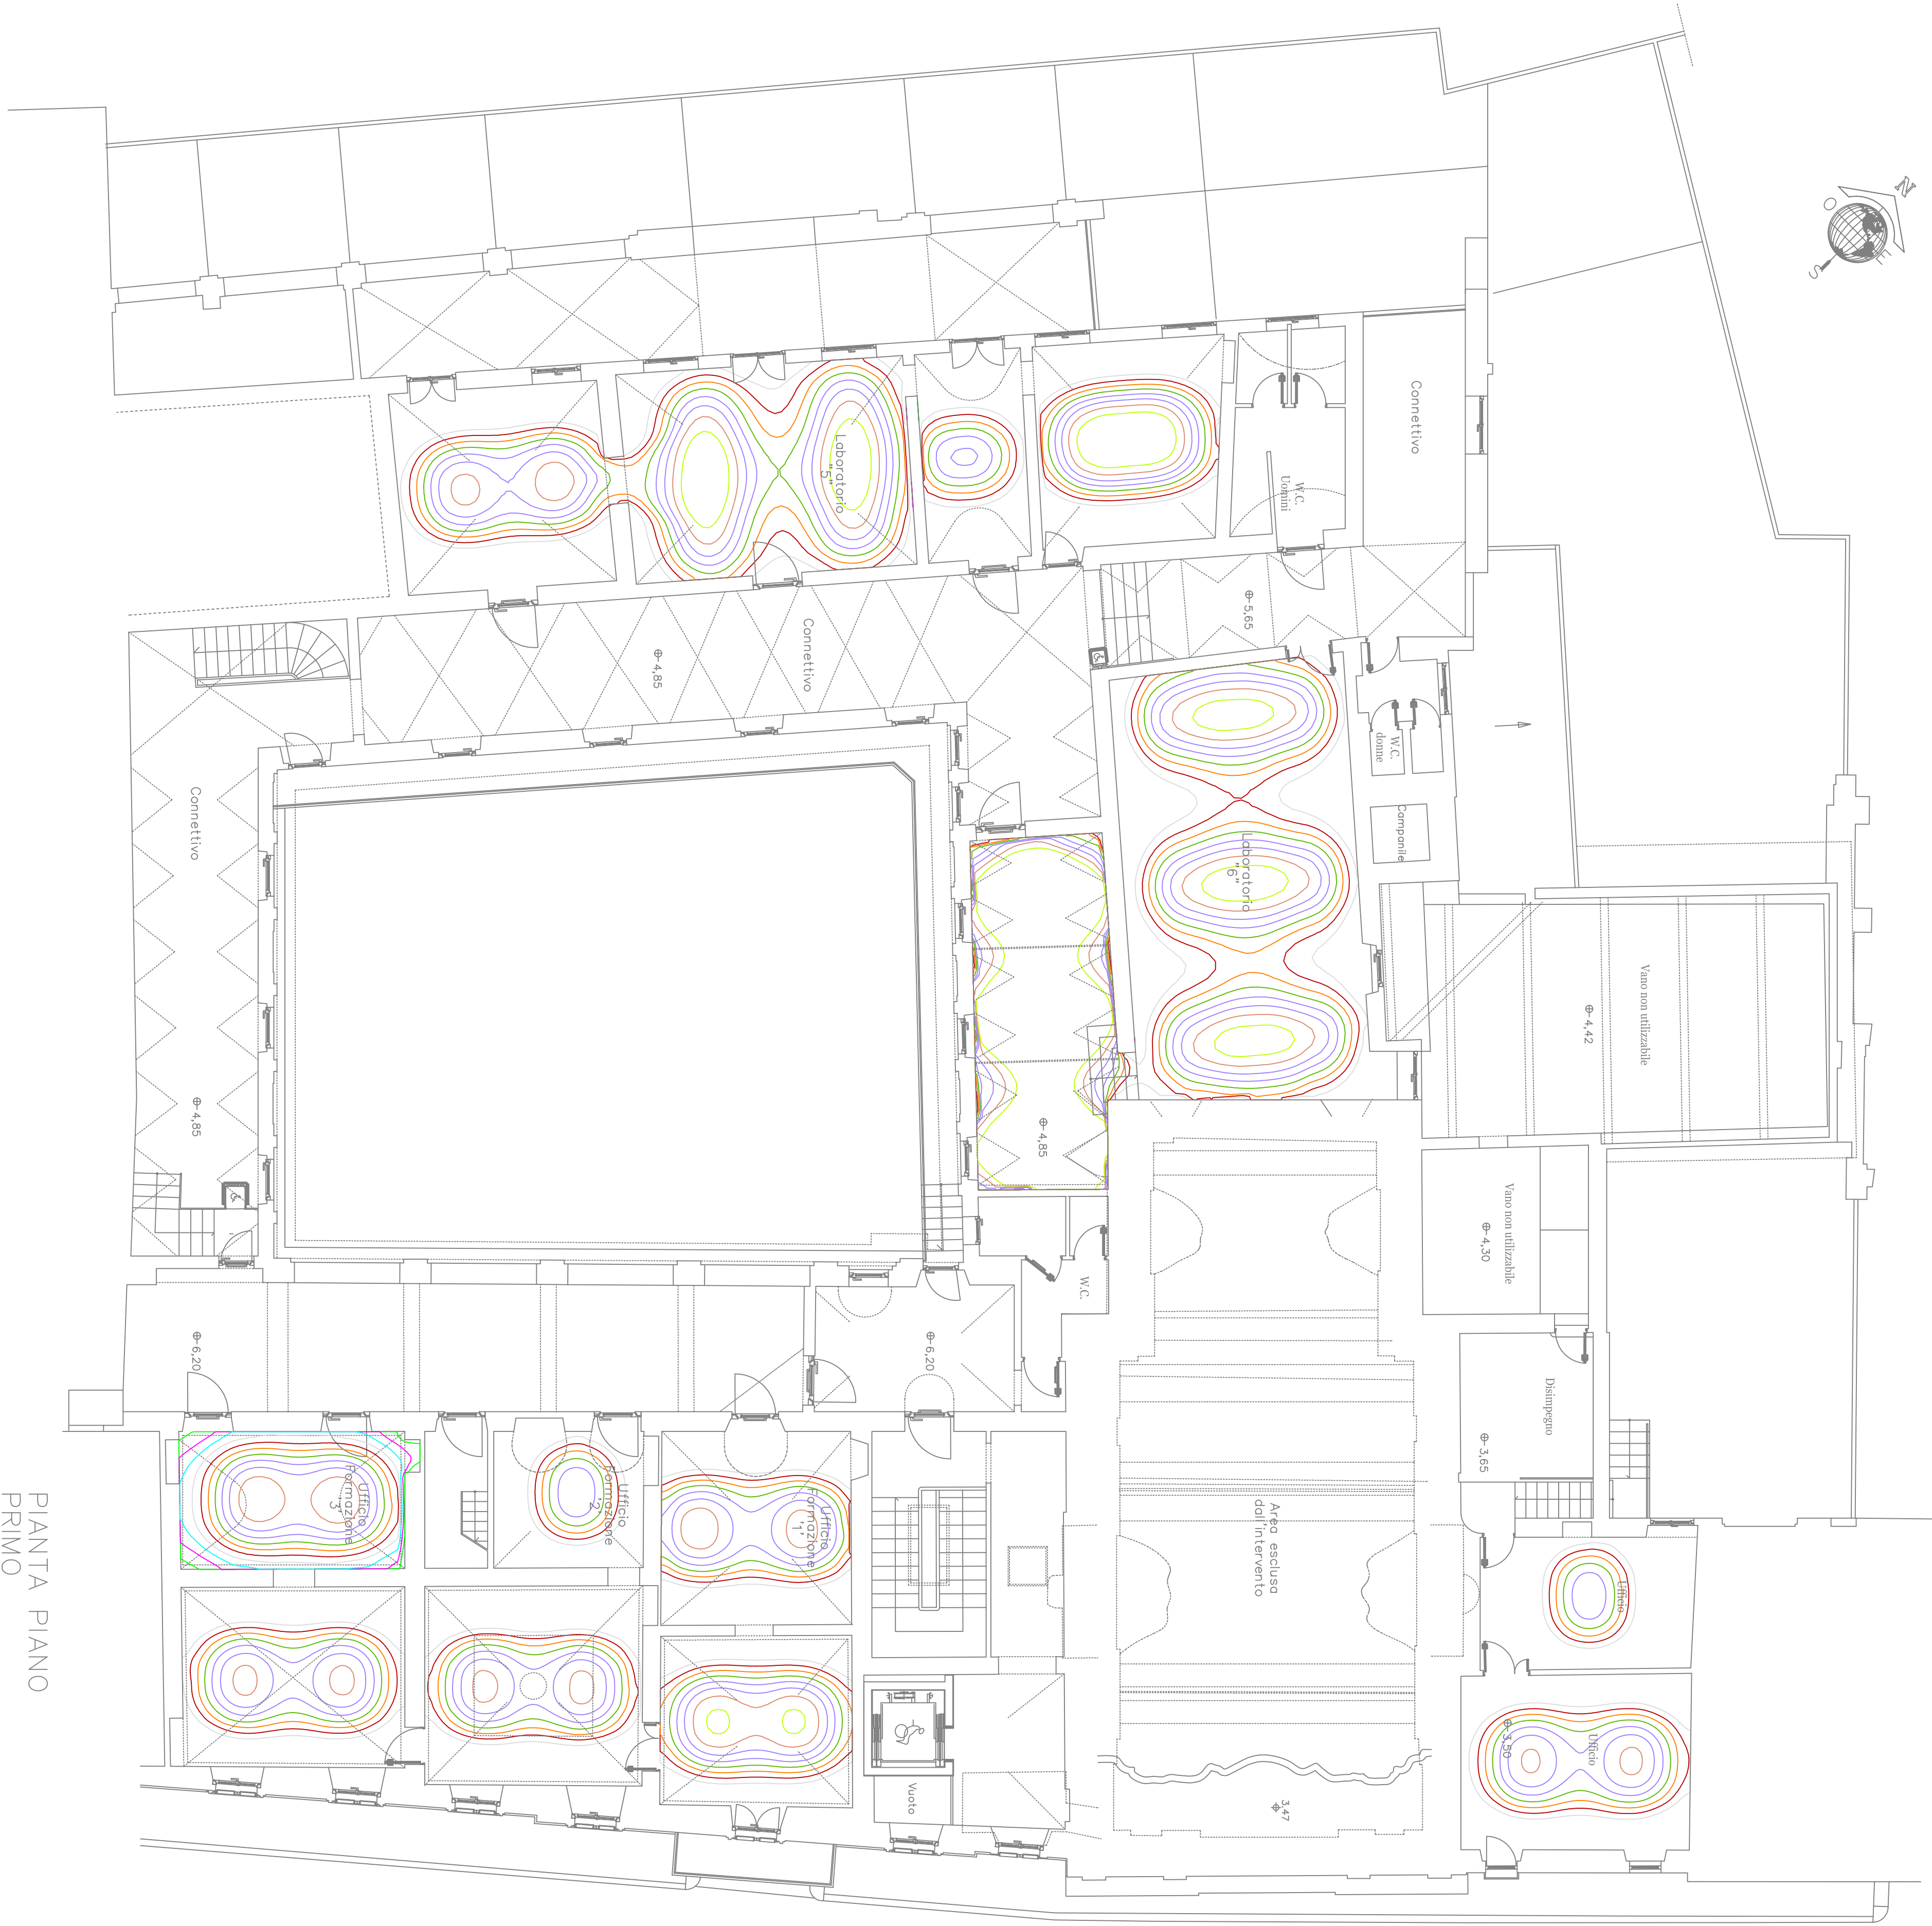 N
O
E
S
Connettivo
W.C.
Uomini
Laboratorio
"5"
5,65
Connettivo
4,85
W.C.
donne
Campanile
Laboratorio
"6"
Connettivo
4,85
4,85
Vano non utilizzabile
4,42
Vano non utilizzabile
4,30
W.C.
6,20
6,20
Disimpegno
3,65
Ufficio
Formazione
"3"
Ufficio
Formazione
"2"
Ufficio
Formazione
"1"
Area esclusa
dall'intervento
Ufficio
Ufficio
3,50
Vuoto
3,47
PIANTA PIANO
PRIMO